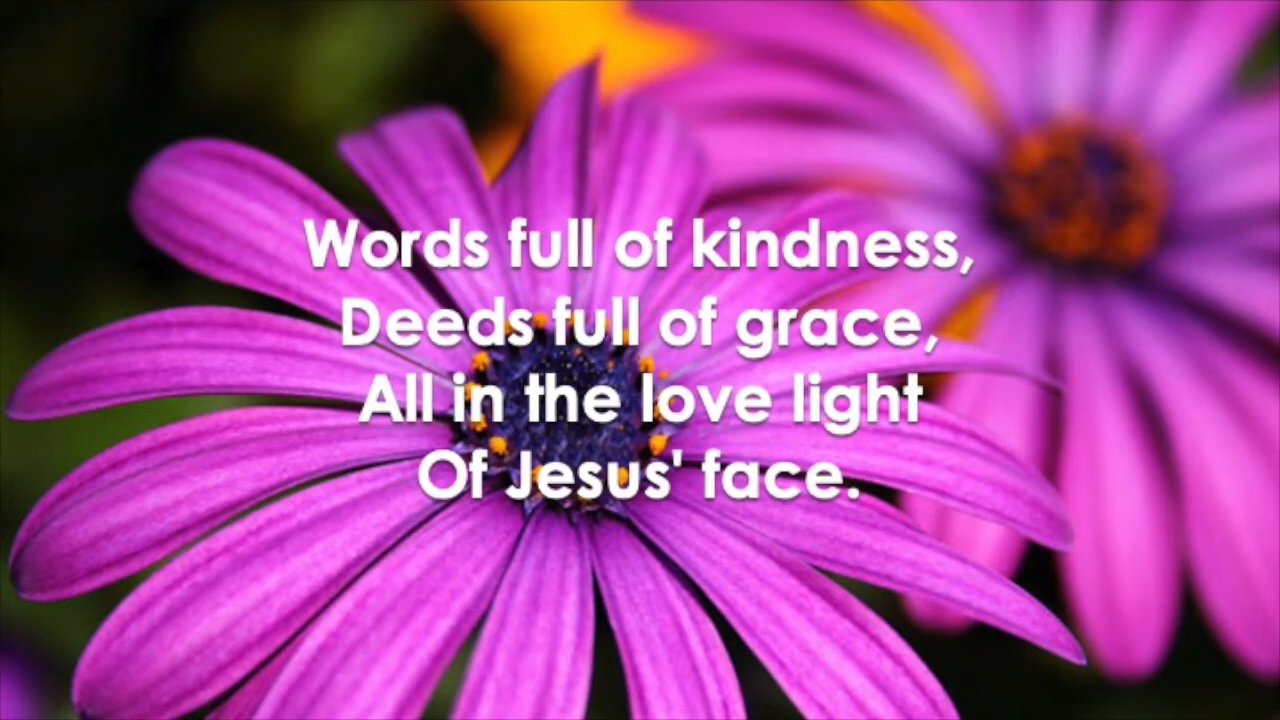 Words full of kindness,
Deeds full of grace,
All in the love light
Of Jesus' face.